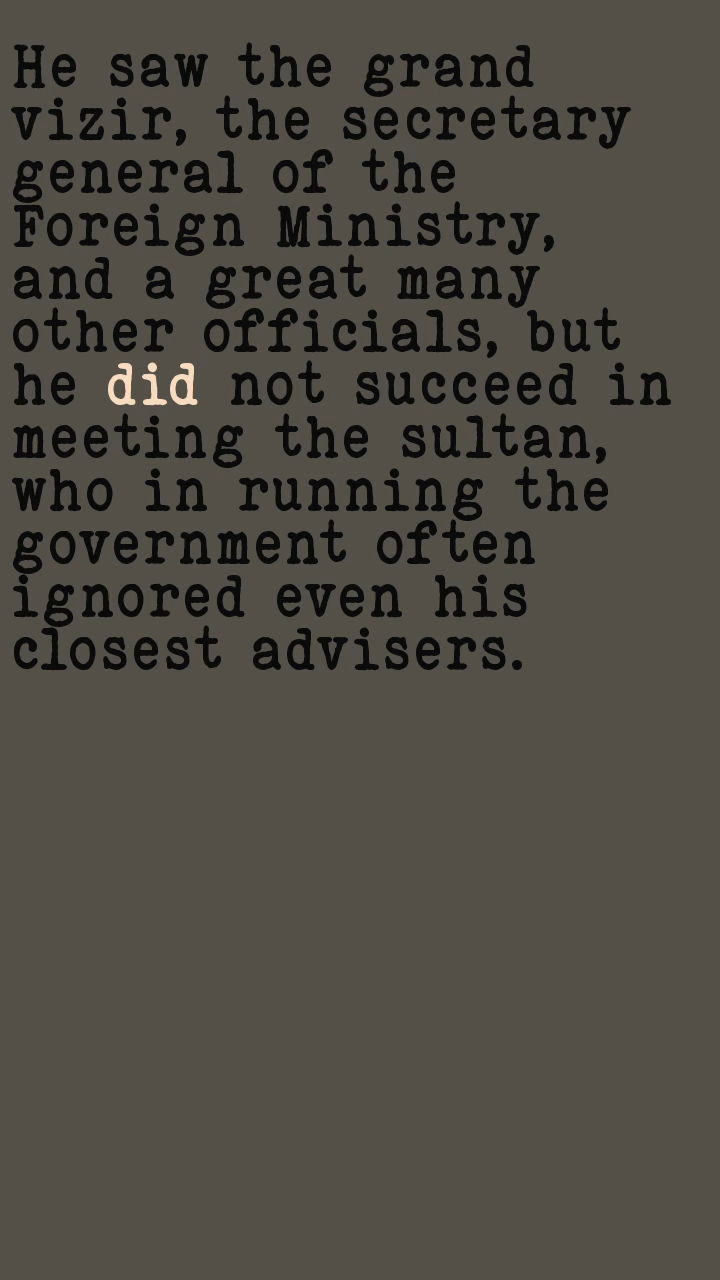 He saw the grand
vizir, the secretary
general of the
Foreign Ministry,
and a great many
other officials, but
he did not succeed in
meeting the sultan,
who in running the
government often
ignored even his
closest advisers.